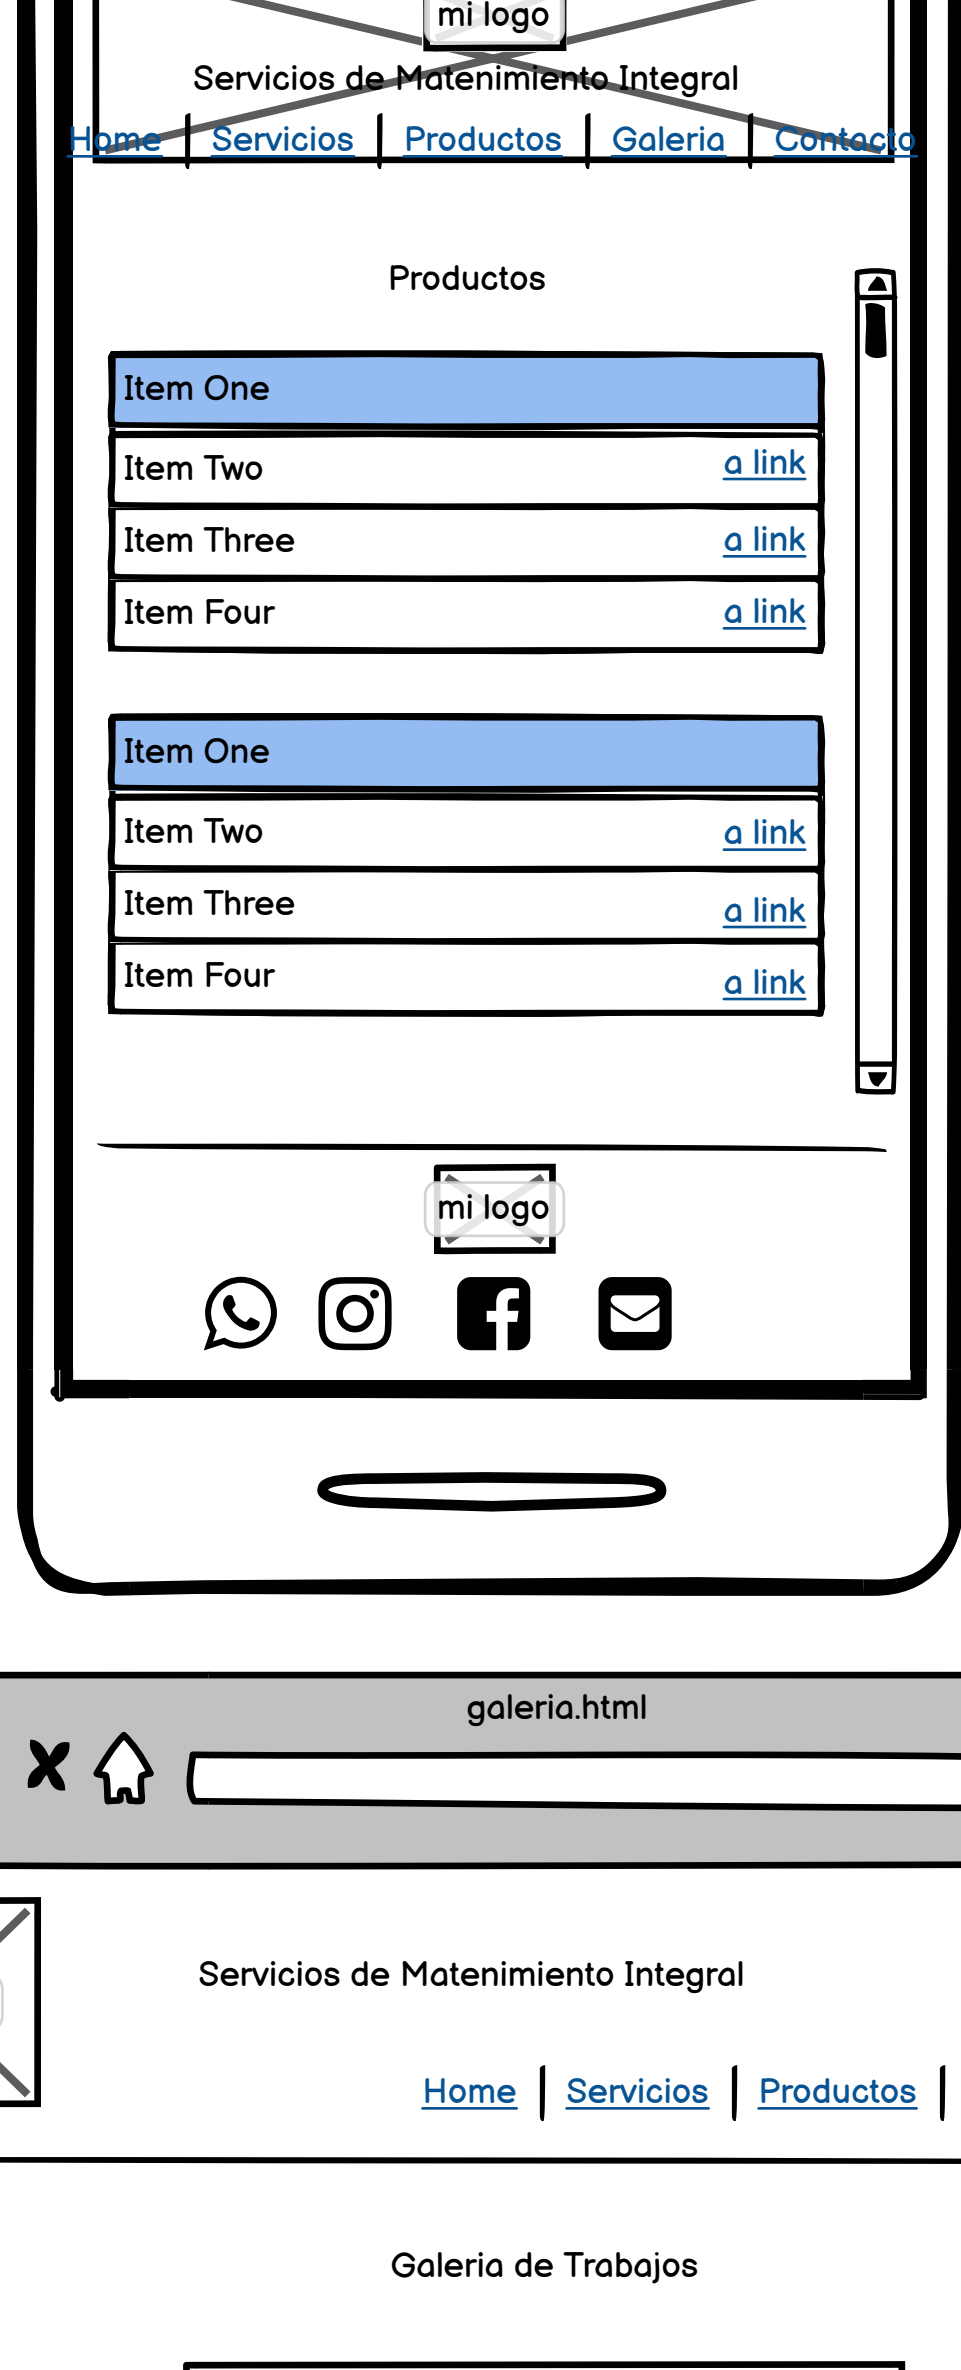 mi logo
Servicios de Matenimiento Integral
Home Servicios Productos Galeria Contacto
Productos
Item One
Item Two a link
Item Three a link
Item Four a link
Item One
Item Two a link
Item Three a link
Item Four a link
mi logo
galeria.html
Servicios de Matenimiento Integral
Home Servicios Productos
Galeria de Trabajos